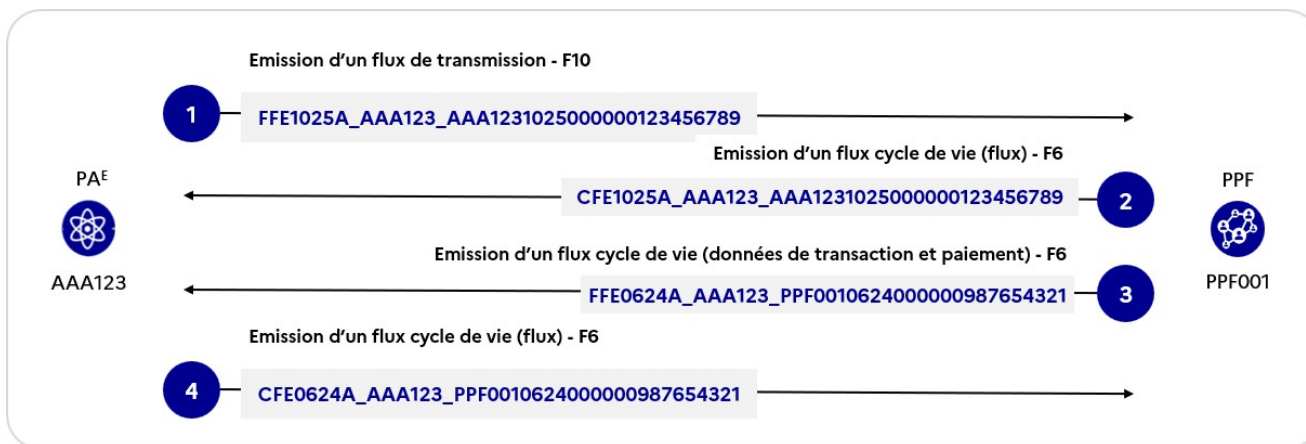 Emission d'un flux de transmission - F10
1
FFE1025A_AAA123_AAA1231025000000123456789
Emission d'un flux cycle de vie (flux) - F6
PAᴱ
CFE1025A_AAA123_AAA1231025000000123456789
2
PPF
Emission d'un flux cycle de vie (données de transaction et paiement) - F6
AAA123
FFE0624A_AAA123_PPF0010624000000987654321
3
PPF001
Emission d'un flux cycle de vie (flux) - F6
4
CFE0624A_AAA123_PPF0010624000000987654321